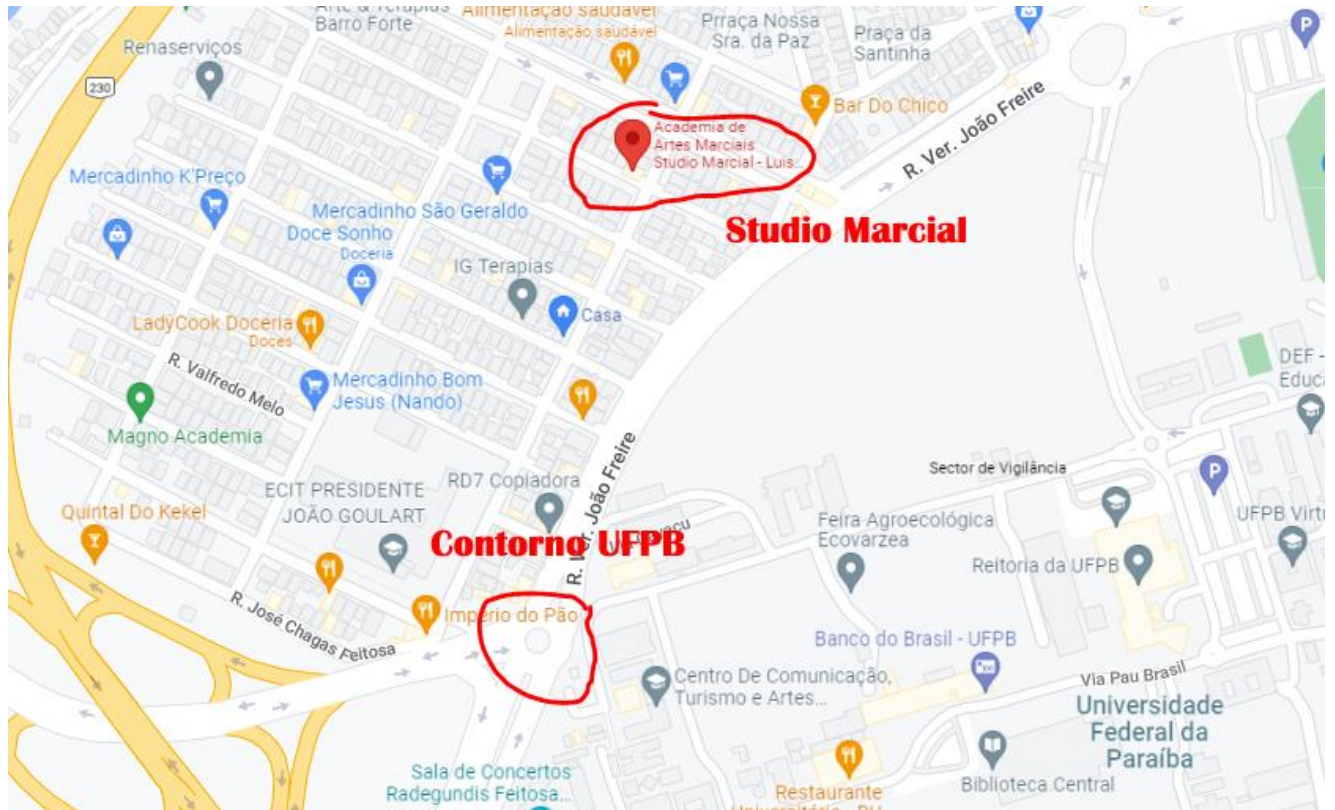 Barro Forte
Alimentação saudável
Alimentação saudável
Prraça Nossa
Sra. da Paz
Praça da
Santinha
P
Renaserviços
230
Bar Do Chico
R. Ver. João Freire
Academia de
Artes Marciais
Studio Marcial - Luis...
Mercadinho K'Preço
Mercadinho São Geraldo
Doce Sonho
Doceria
Studio Marcial
IG Terapias
Casa
LadyCook Doceria
Doces
R. Valfredo Melo
Mercadinho Bom
Jesus (Nando)
DEF -
Magno Academia
R. Ver. João Freire
Sector de Vigilância
P
RD7 Copiadora
ECIT PRESIDENTE
JOÃO GOULART
Quintal Do Kekel
Feira Agroecológica
Ecovarzea
UFPB Virtu
Contorno UFPB
Reitoria da UFPB
Império do Pão
R. José Chagas Feitosa
Banco do Brasil - UFPB
Centro De Comunicação,
Turismo e Artes...
Via Pau Brasil
Universidade
Federal da
Paraíba
Sala de Concertos
Radegundis Feitosa...
Restaurante
Biblioteca Central